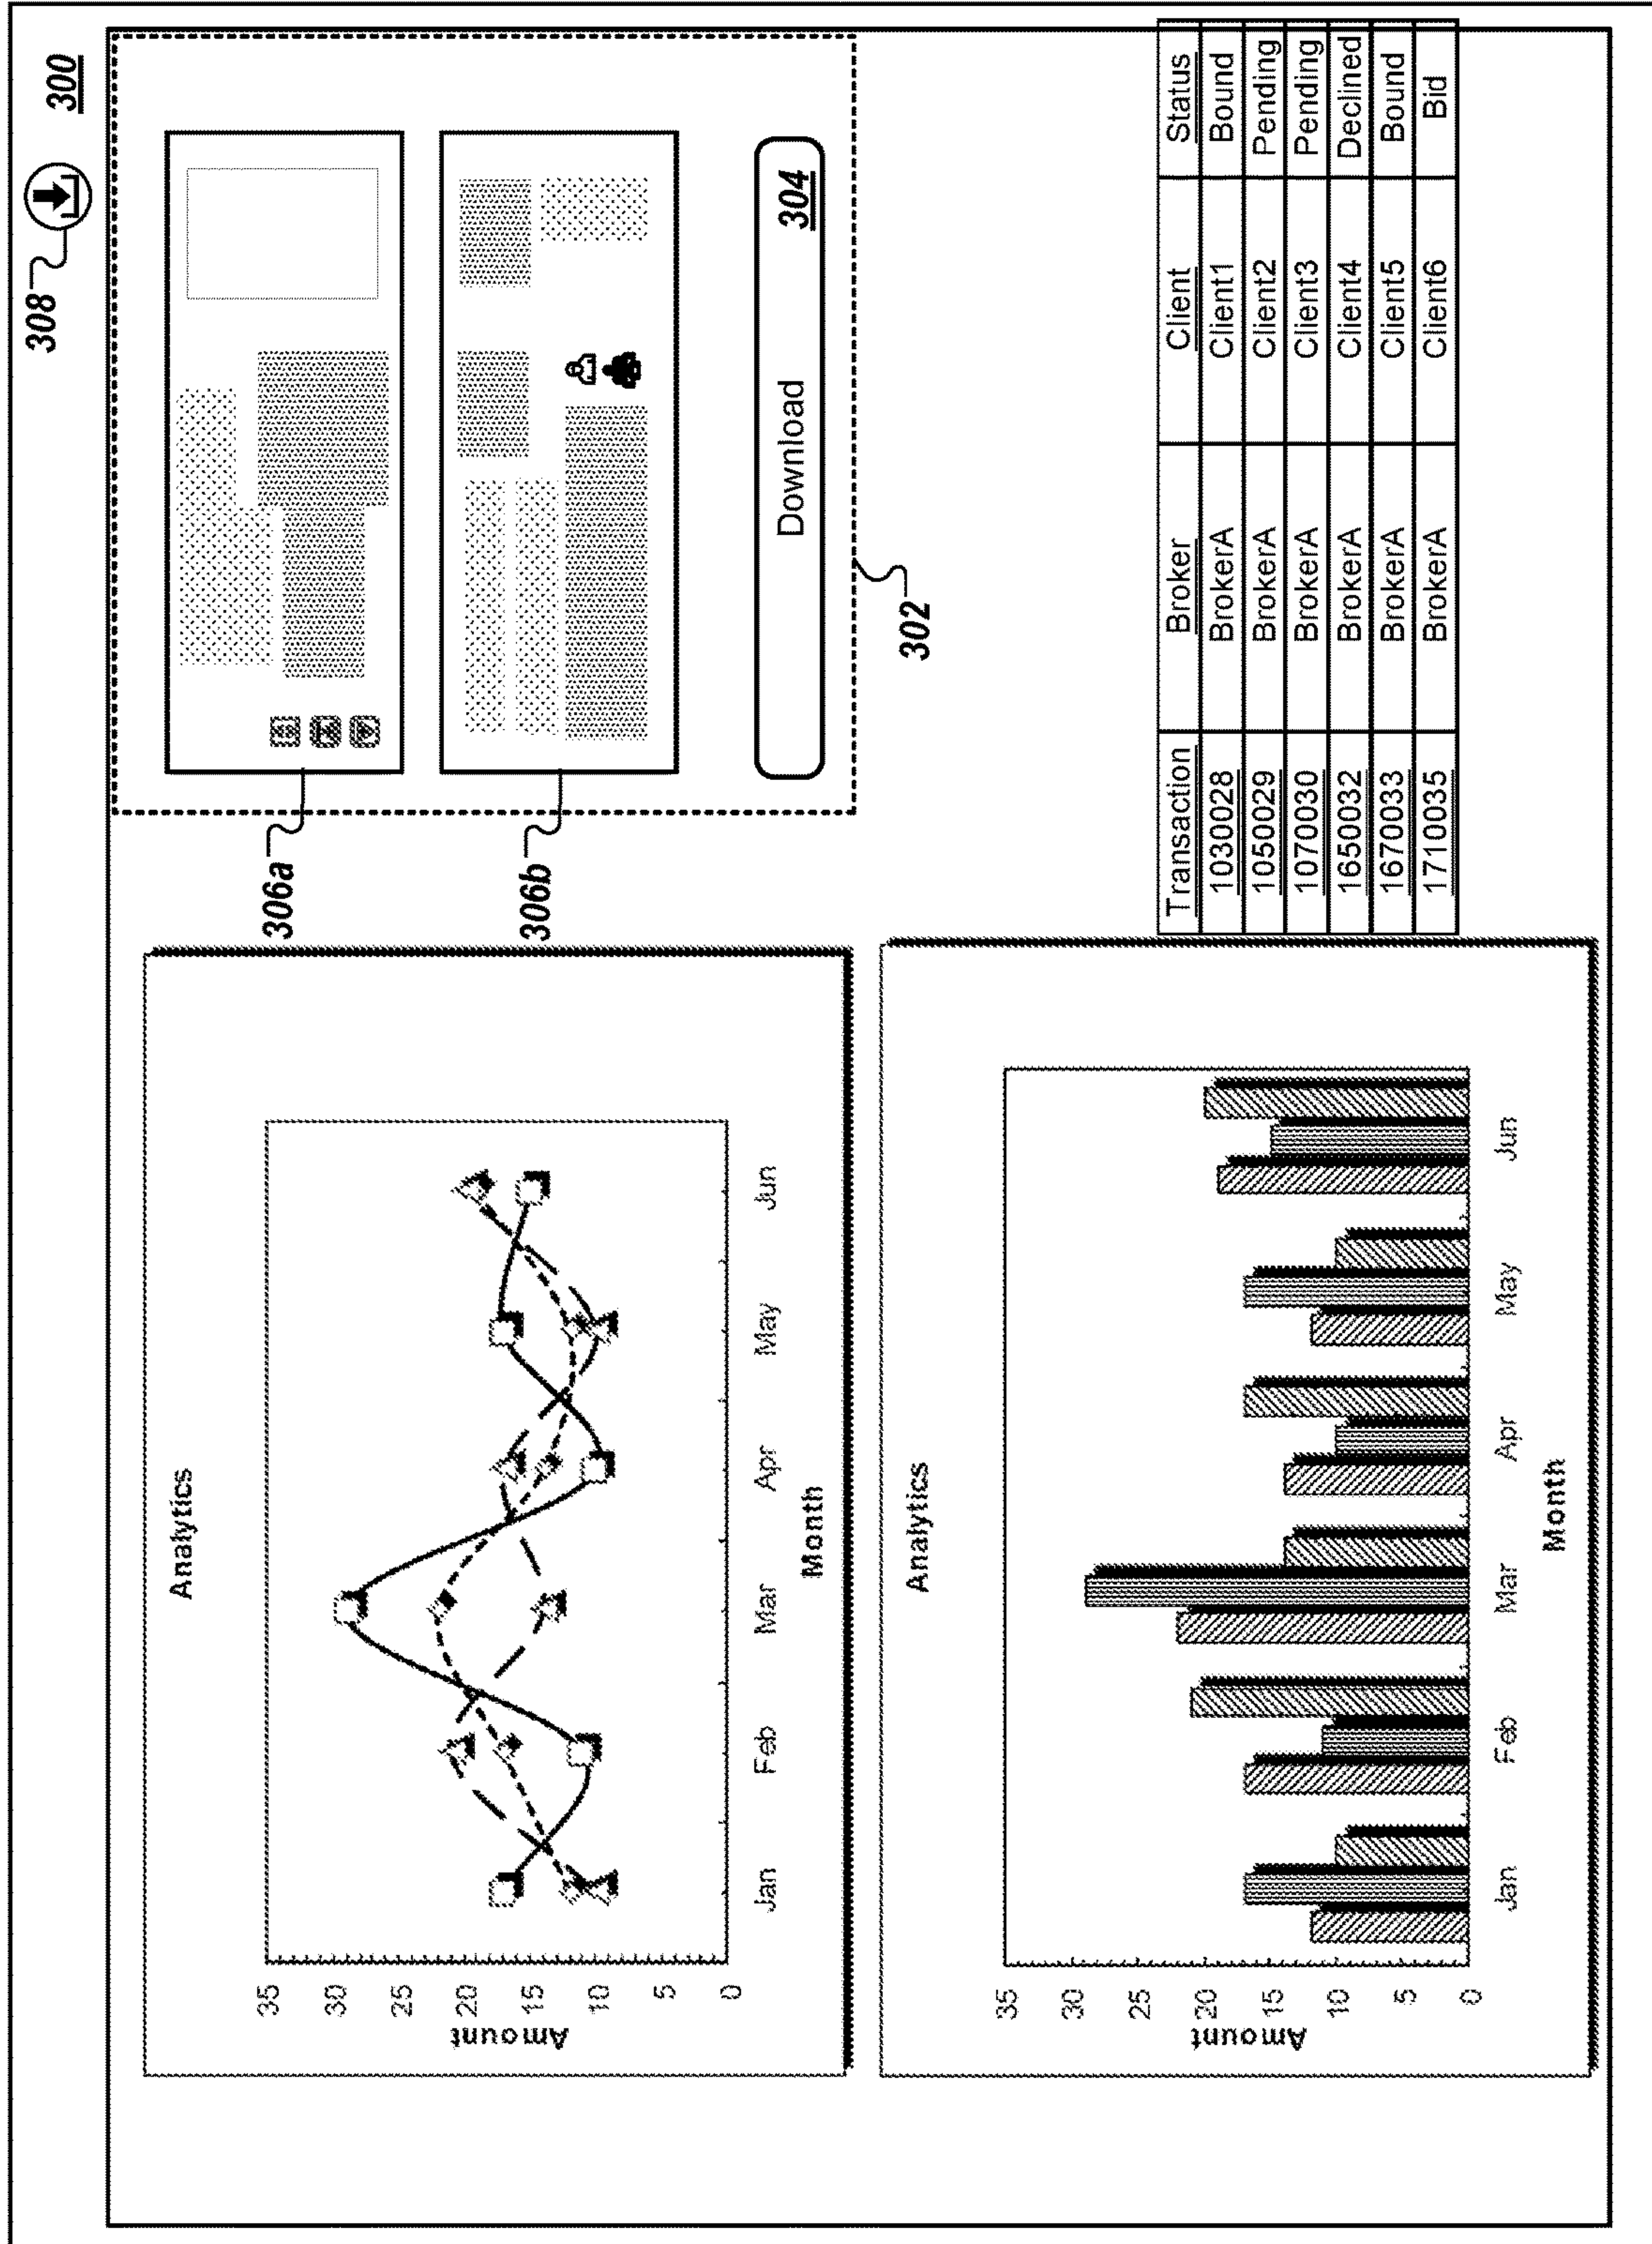 300
308
Analytics
Amount
35
30
25
20
15
10
5
0
Jan Feb Mar Apr May Jun
Month
306a
306b
Download 304
302
Analytics
Amount
35
30
25
20
15
10
5
0
Jan Feb Mar Apr May Jun
Month
Transaction Broker Client Status
1030028 BrokerA Client1 Bound
1050029 BrokerA Client2 Pending
1070030 BrokerA Client3 Pending
1650032 BrokerA Client4 Declined
1670033 BrokerA Client5 Bound
1710035 BrokerA Client6 Bid